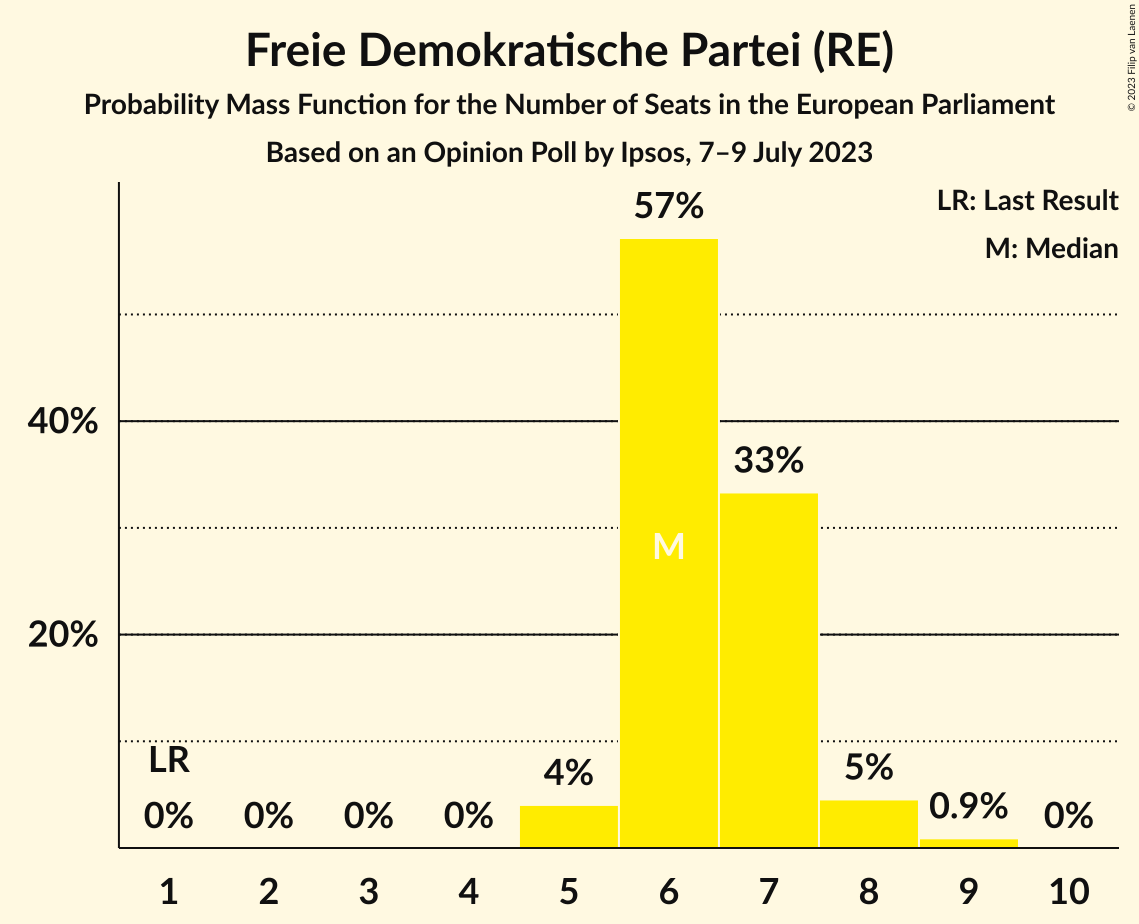 Freie Demokratische Partei (RE)
Probability Mass Function for the Number of Seats in the European Parliament
Based on an Opinion Poll by Ipsos, 7–9 July 2023
© 2023 Filip van Laenen
LR: Last Result
M: Median
57%
40%
33%
M
20%
LR
0%
0%
0%
0%
4%
5%
0.9%
0%
1 2 3 4 5 6 7 8 9 10